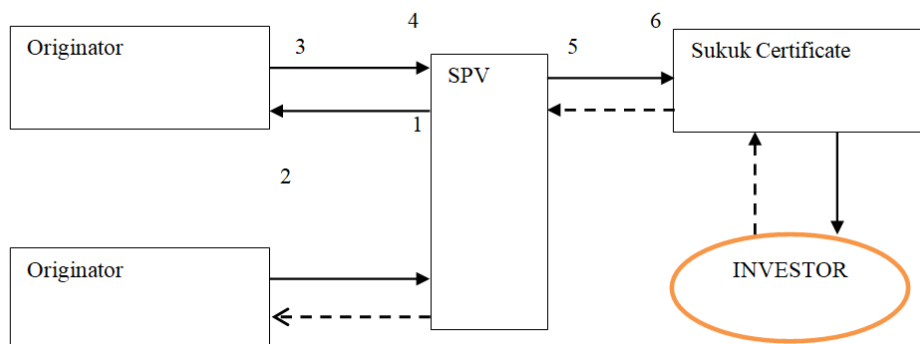 4
6
Originator
3
5
Sukuk Certificate
SPV
1
2
Originator
INVESTOR